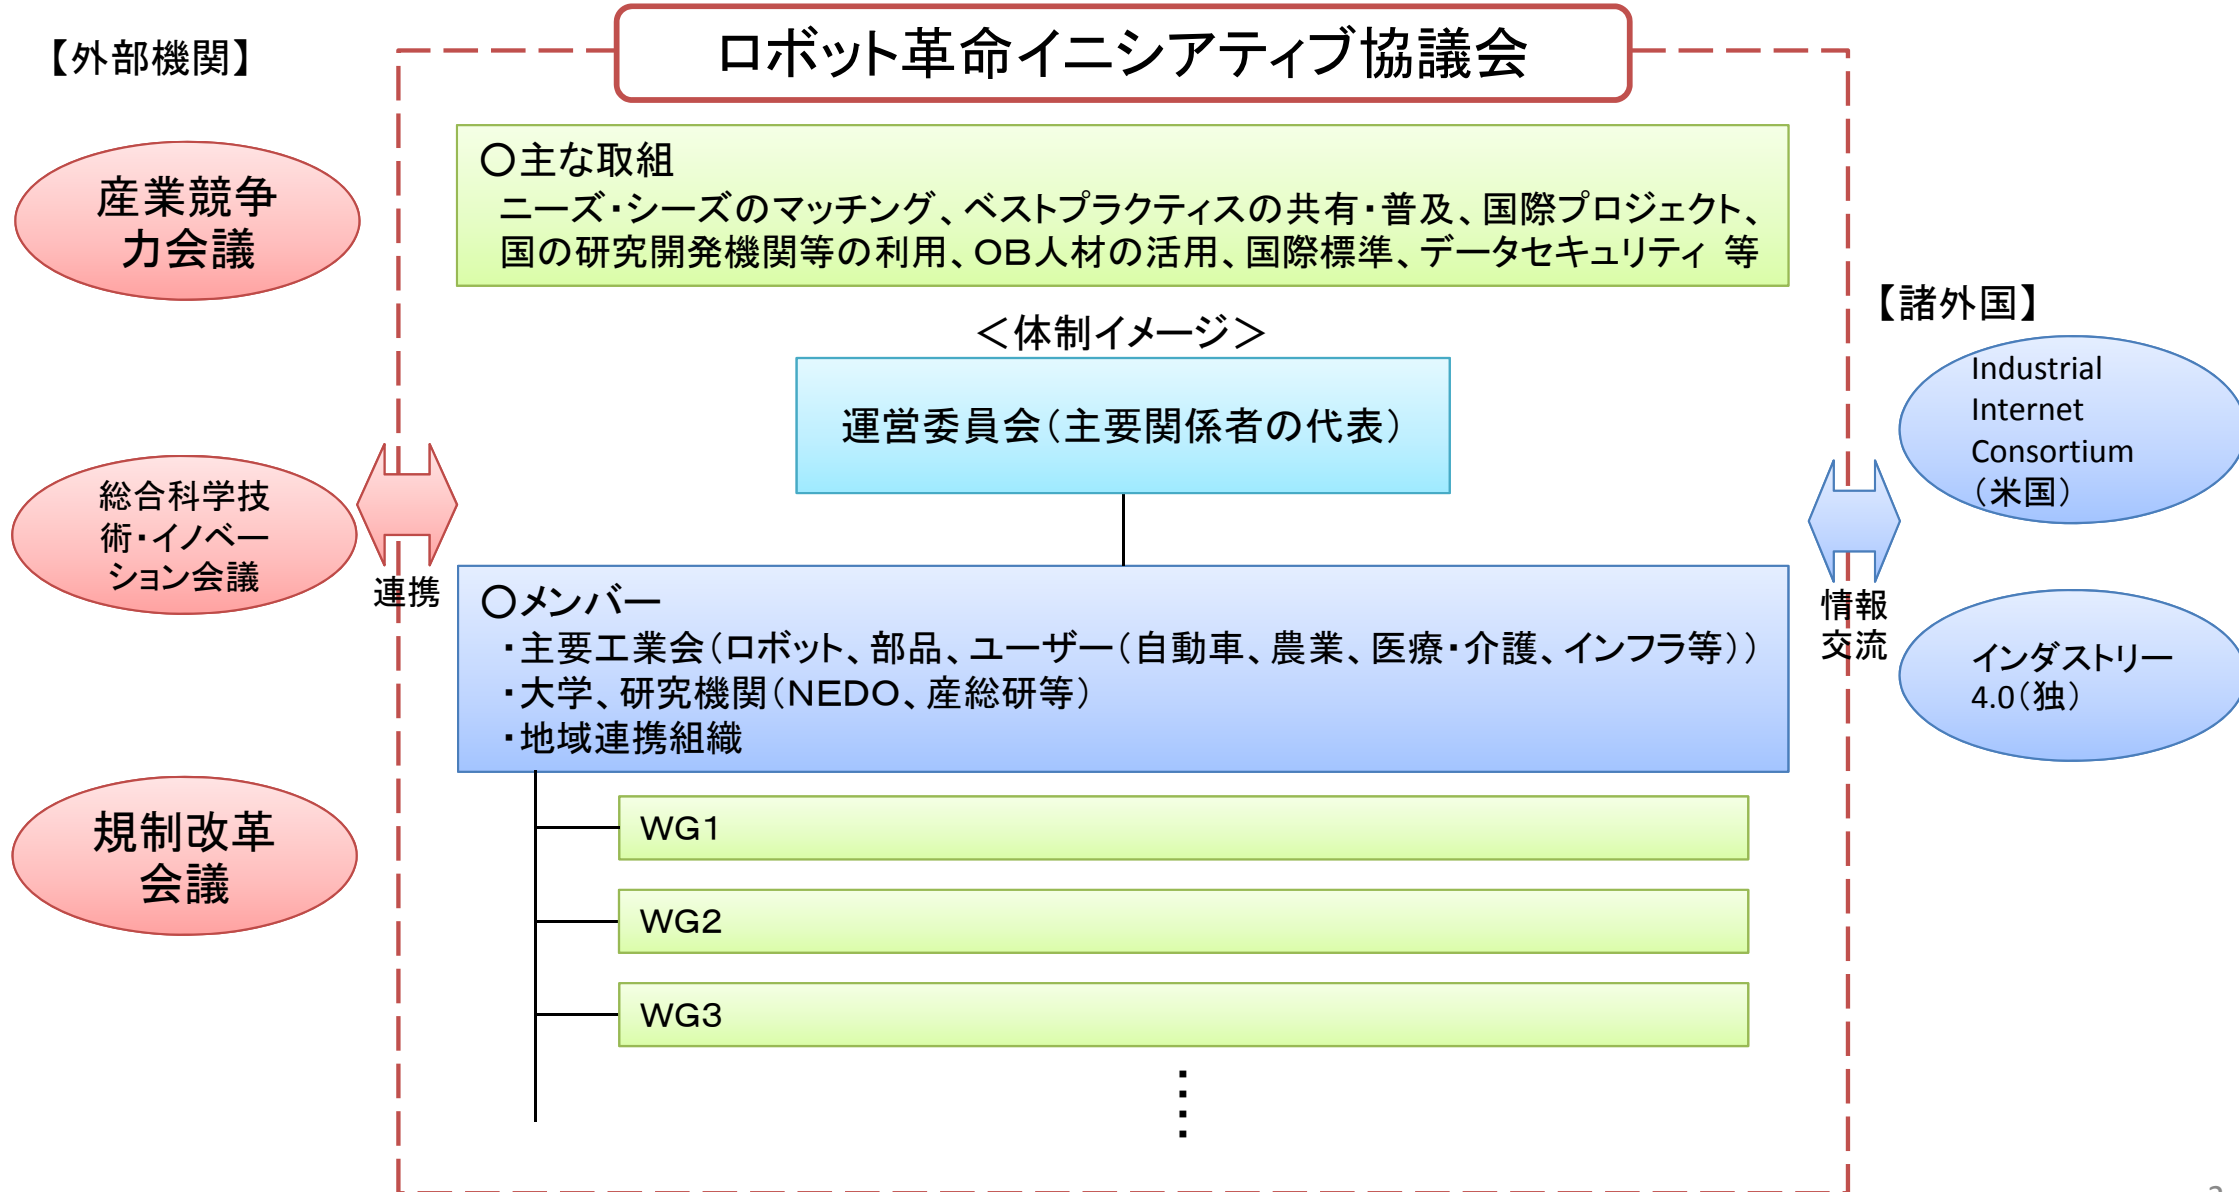 【外部機関】
ロボット革命イニシアティブ協議会
産業競争
力会議
総合科学技
術・イノベー
ション会議
規制改革
会議
連携
○主な取組
ニーズ・シーズのマッチング、ベストプラクティスの共有・普及、国際プロジェクト、
国の研究開発機関等の利用、OB人材の活用、国際標準、データセキュリティ 等
＜体制イメージ＞
運営委員会（主要関係者の代表）
○メンバー
・主要工業会（ロボット、部品、ユーザー（自動車、農業、医療・介護、インフラ等））
・大学、研究機関（NEDO、産総研等）
・地域連携組織
WG1
WG2
WG3
【諸外国】
Industrial
Internet
Consortium
（米国）
情報
交流
インダストリー
4.0（独）